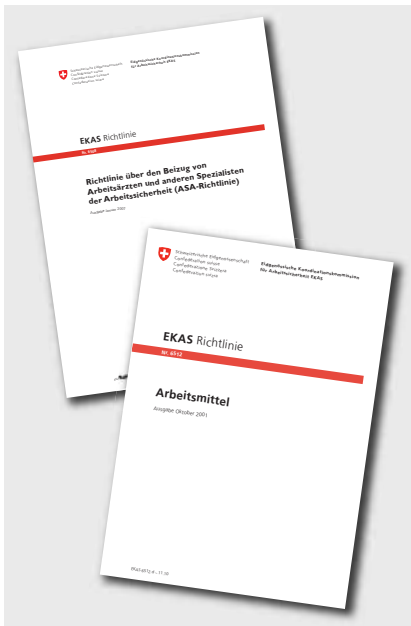 Schweizerische Eidgenossenschaft
Confédération suisse
Confederazione Svizzera
Confederaziun svizra
Eidgenössische Koordinationskommission
für Arbeitssicherheit EKAS
EKAS Richtlinie
Nr.
Richtlinie über den Beizug von
Arbeitsärzten und anderen Spezialisten
der Arbeitssicherheit (ASA-Richtlinie)
Ausgabe
Schweizerische Eidgenossenschaft
Confédération suisse
Confederazione Svizzera
Confederaziun svizra
Eidgenössische Koordinationskommission
für Arbeitssicherheit EKAS
EKAS Richtlinie
Nr. 6512
Arbeitsmittel
Ausgabe Oktober 2001